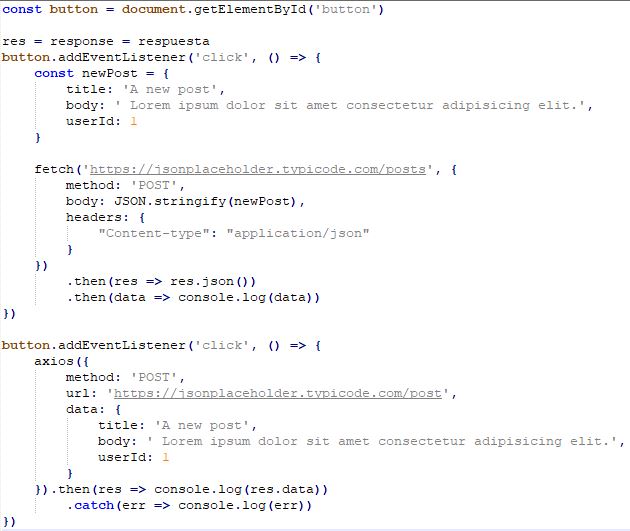 const button = document.getElementById('button')
res = response = respuesta
button.addEventListener('click', () => {
const newPost = {
title: 'A new post',
body: ' Lorem ipsum dolor sit amet consectetur adipisicing elit.',
userId: 1
}
fetch('https://jsonplaceholder.typicode.com/posts', {
method: 'POST',
body: JSON.stringify(newPost),
headers: {
"Content-type": "application/json"
}
})
.then(res => res.json())
.then(data => console.log(data))
})
button.addEventListener('click', () => {
axios({
method: 'POST',
url: 'https://jsonplaceholder.typicode.com/post',
data: {
title: 'A new post',
body: ' Lorem ipsum dolor sit amet consectetur adipisicing elit.',
userId: 1
}
}).then(res => console.log(res.data))
.catch(err => console.log(err))
})